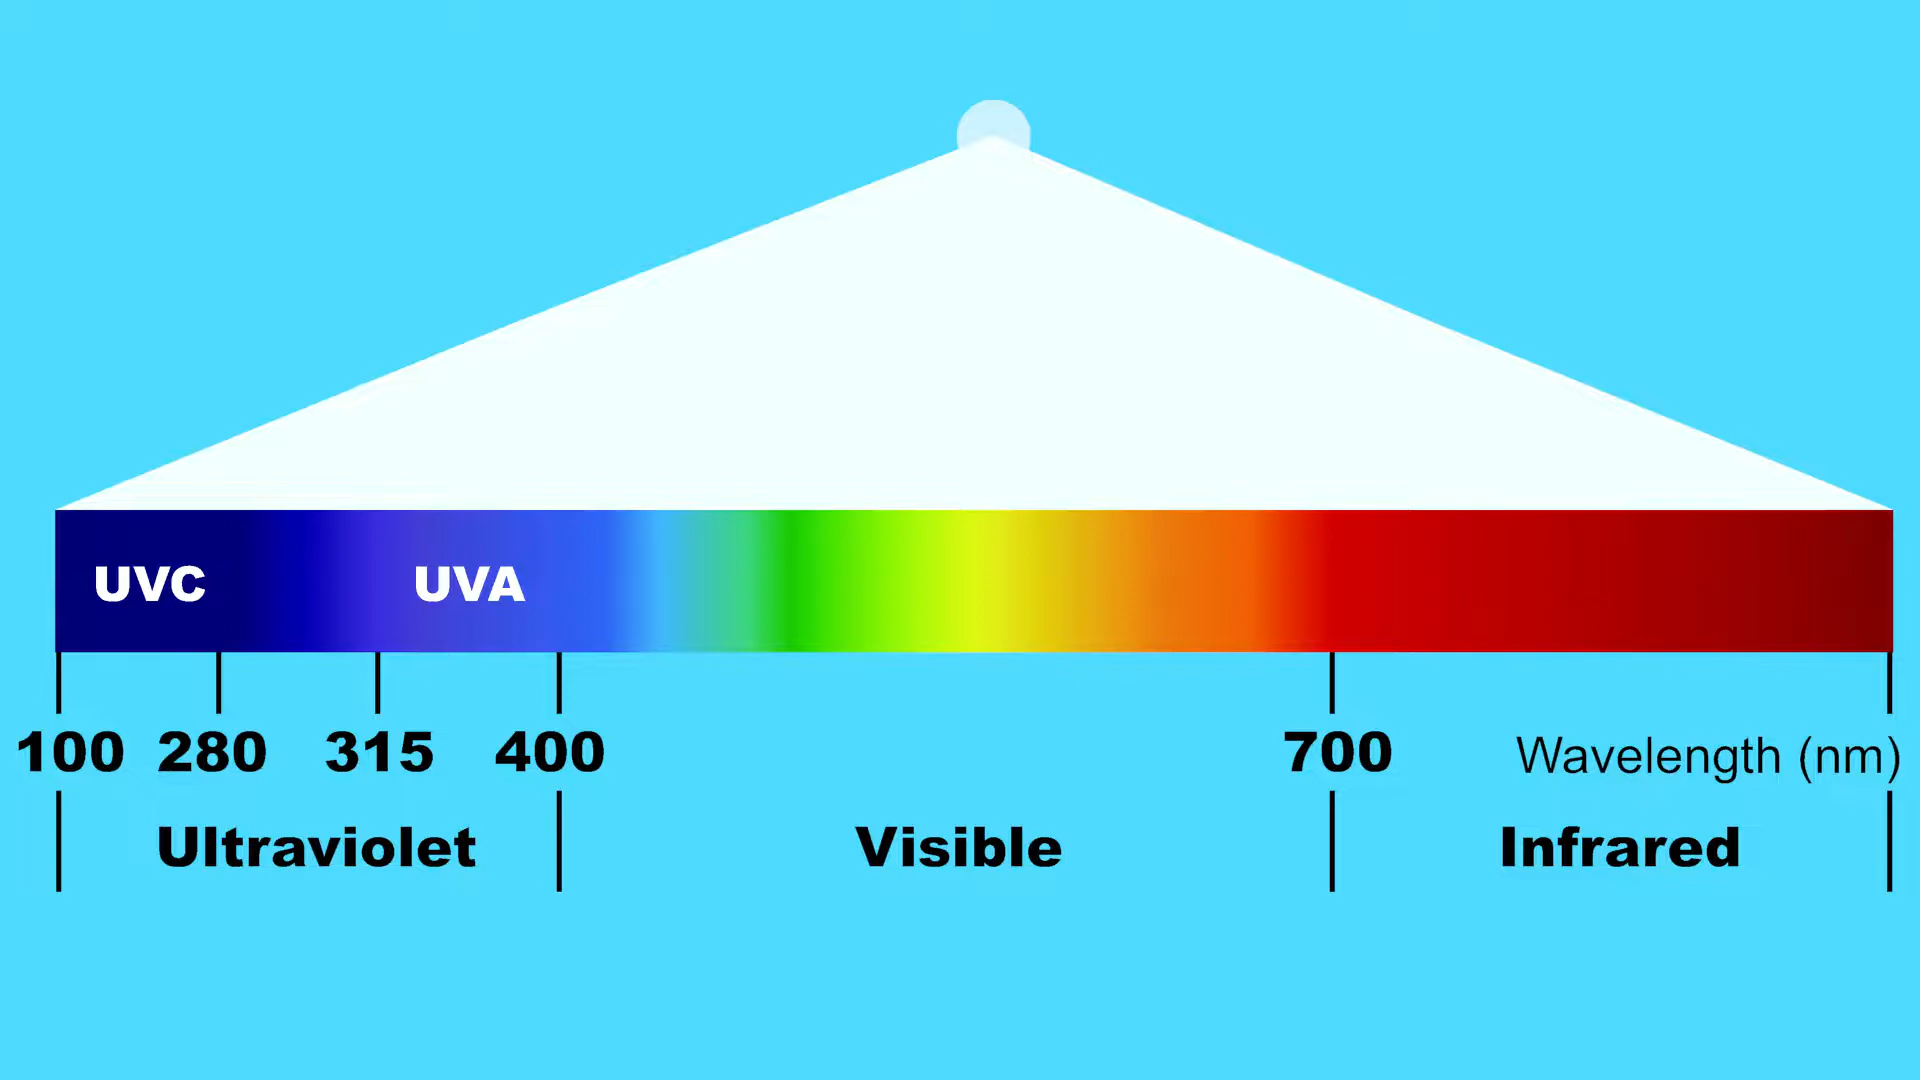 UVC UVA
100 280 315 400 700 Wavelength (nm)
Ultraviolet Visible Infrared